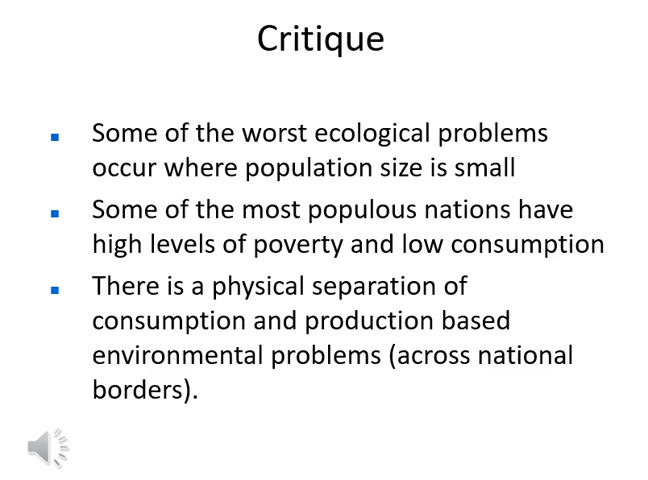 Critique
Some of the worst ecological problems
occur where population size is small
Some of the most populous nations have
high levels of poverty and low consumption
There is a physical separation of
consumption and production based
environmental problems (across national
borders).